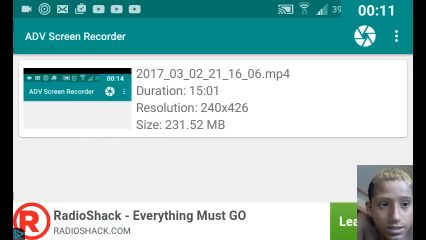 39
00:11
ADV Screen Recorder
00:14
ADV Screen Recorder
2017_03_02_21_16_06.mp4
Duration: 15:01
Resolution: 240x426
Size: 231.52 MB
RadioShack - Everything Must GO
RADIOSHACK.COM
Lea